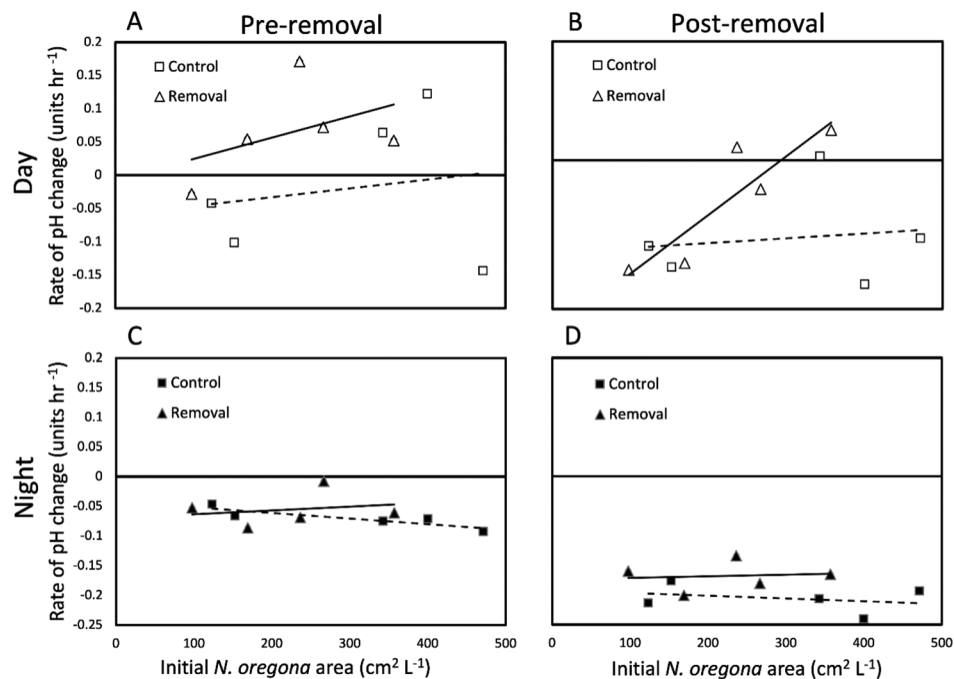 A Pre-removal
B Post-removal
Day
Rate of pH change (units hr -1)
0.2
0.15
0.1
0.05
0
-0.05
-0.1
-0.15
-0.2
Control
Removal
Control
Removal
C
D
Night
Rate of pH change (units hr -1)
0.2
0.15
0.1
0.05
0
-0.05
-0.1
-0.15
-0.2
-0.25
Control
Removal
Control
Removal
0 100 200 300 400 500
0 100 200 300 400 500
Initial N. oregona area (cm² L⁻¹)
Initial N. oregona area (cm² L⁻¹)